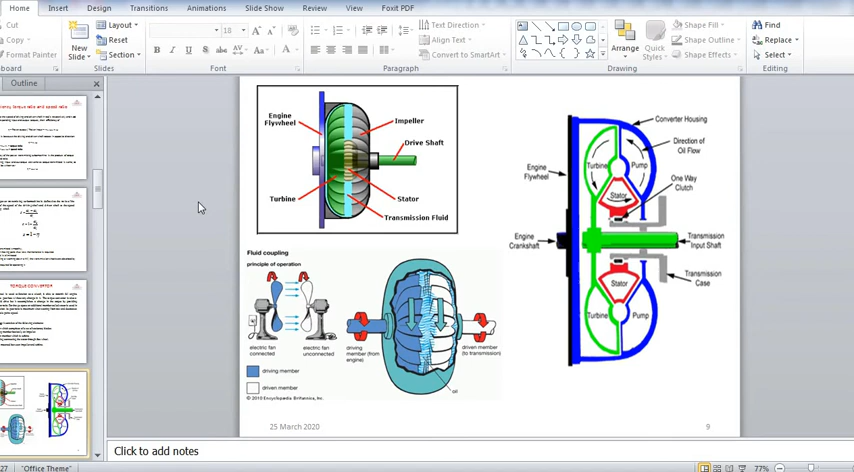 Home Insert Design Transitions Animations Slide Show Review View Foxit PDF
Cut
Copy
Format Painter
New
Slide
Layout
Reset
Section
Slides
18
Font
Paragraph
Text Direction
Align Text
Convert to SmartArt
Arrange
Quick
Styles
Shape Fill
Shape Outline
Shape Effects
Drawing
Find
Replace
Select
Editing
Outline
TORQUE CONVERTOR
Engine
Flywheel
Impeller
Drive Shaft
Turbine
Stator
Transmission Fluid
Fluid coupling
principle of operation
electric fan
connected
electric fan
unconnected
driving
member (from
engine)
driven
member (to
transmission)
driving member
driven member
oil
© 2010 Encyclopædia Britannica, Inc.
Converter Housing
Direction of
Oil Flow
Turbine
Pump
One Way
Clutch
Engine
Flywheel
Stator
Engine
Crankshaft
Transmission
Input Shaft
Stator
Transmission
Case
Turbine
Pump
25 March 2020
9
Click to add notes
27 "Office Theme"
77%